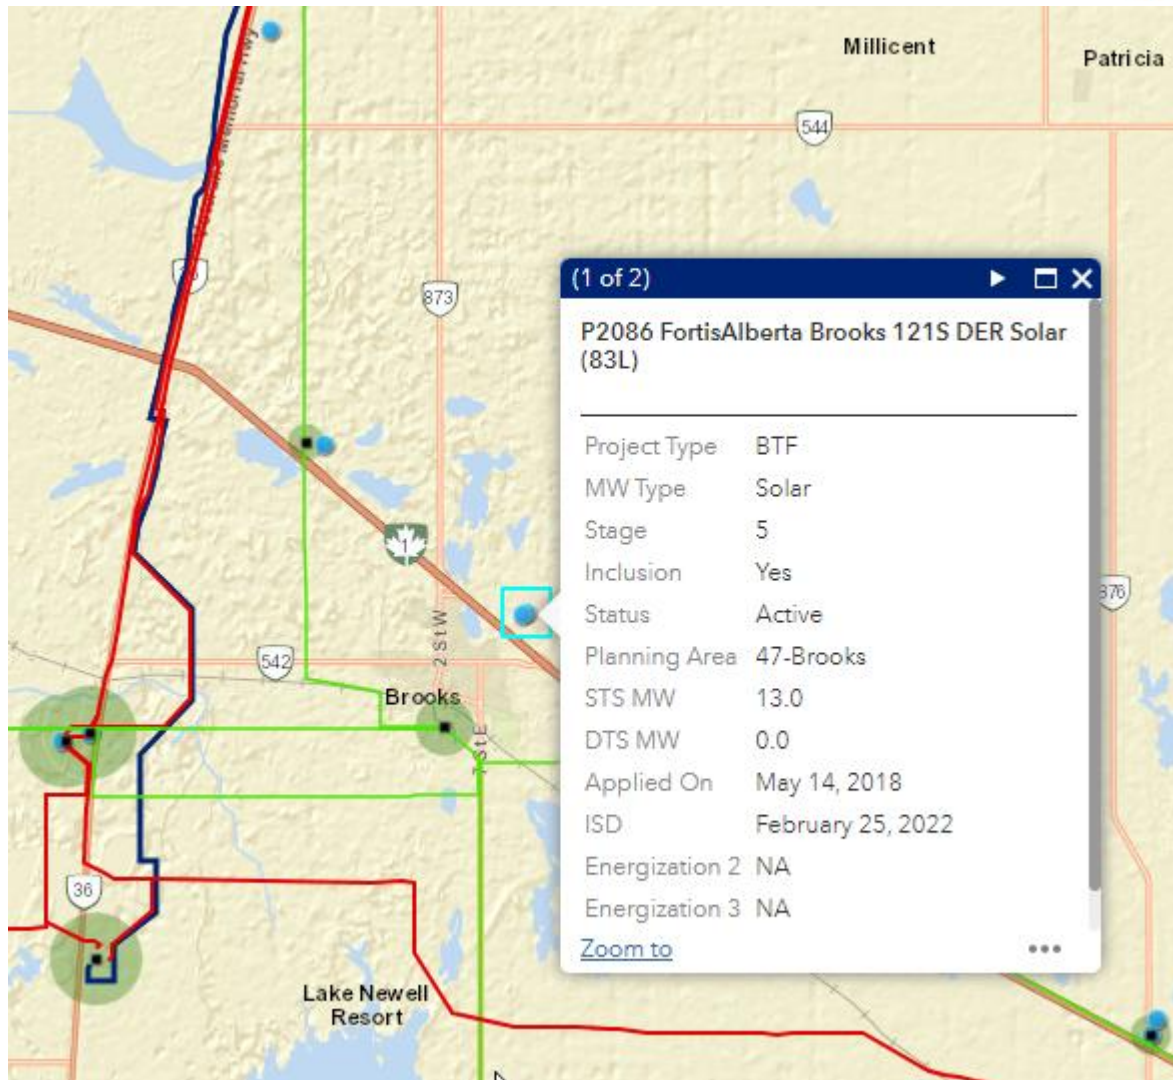 Millicent
Patricia
544
873
(1 of 2)
P2086 FortisAlberta Brooks 121S DER Solar
(83L)
Project Type BTF
MW Type Solar
Stage 5
Inclusion Yes
Status Active
Planning Area 47-Brooks
STS MW 13.0
DTS MW 0.0
Applied On May 14, 2018
ISD February 25, 2022
Energization 2 NA
Energization 3 NA
Zoom to
1
876
2 St W
542
Brooks
36
Lake Newell
Resort